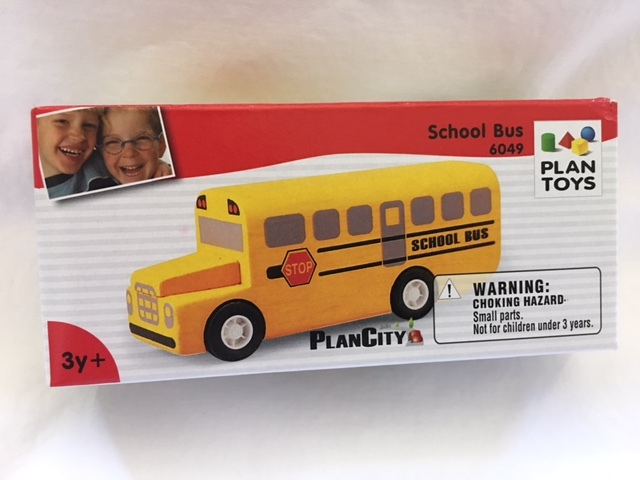 School Bus
6049
PLAN
TOYS
STOP
SCHOOL BUS
WARNING:
CHOKING HAZARD-
Small parts.
Not for children under 3 years.
PLANCITY
3y+